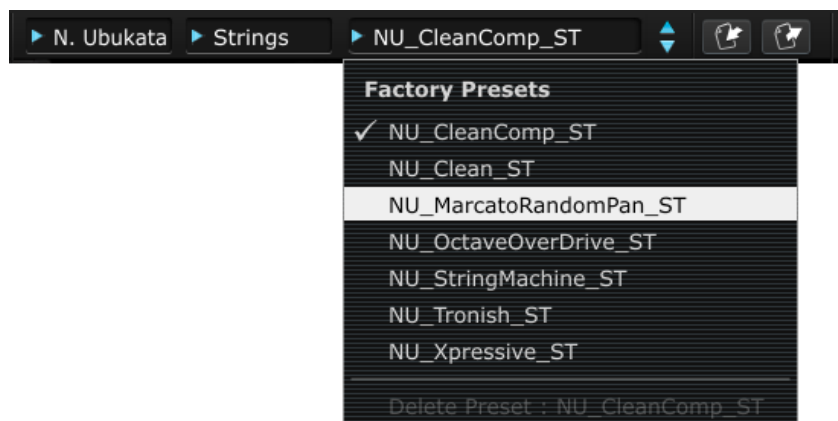 N. Ubukata Strings NU_CleanComp_ST
Factory Presets
NU_CleanComp_ST
NU_Clean_ST
NU_MarcatoRandomPan_ST
NU_OctaveOverDrive_ST
NU_StringMachine_ST
NU_Tronish_ST
NU_Xpressive_ST
Delete Preset : NU_CleanComp_ST